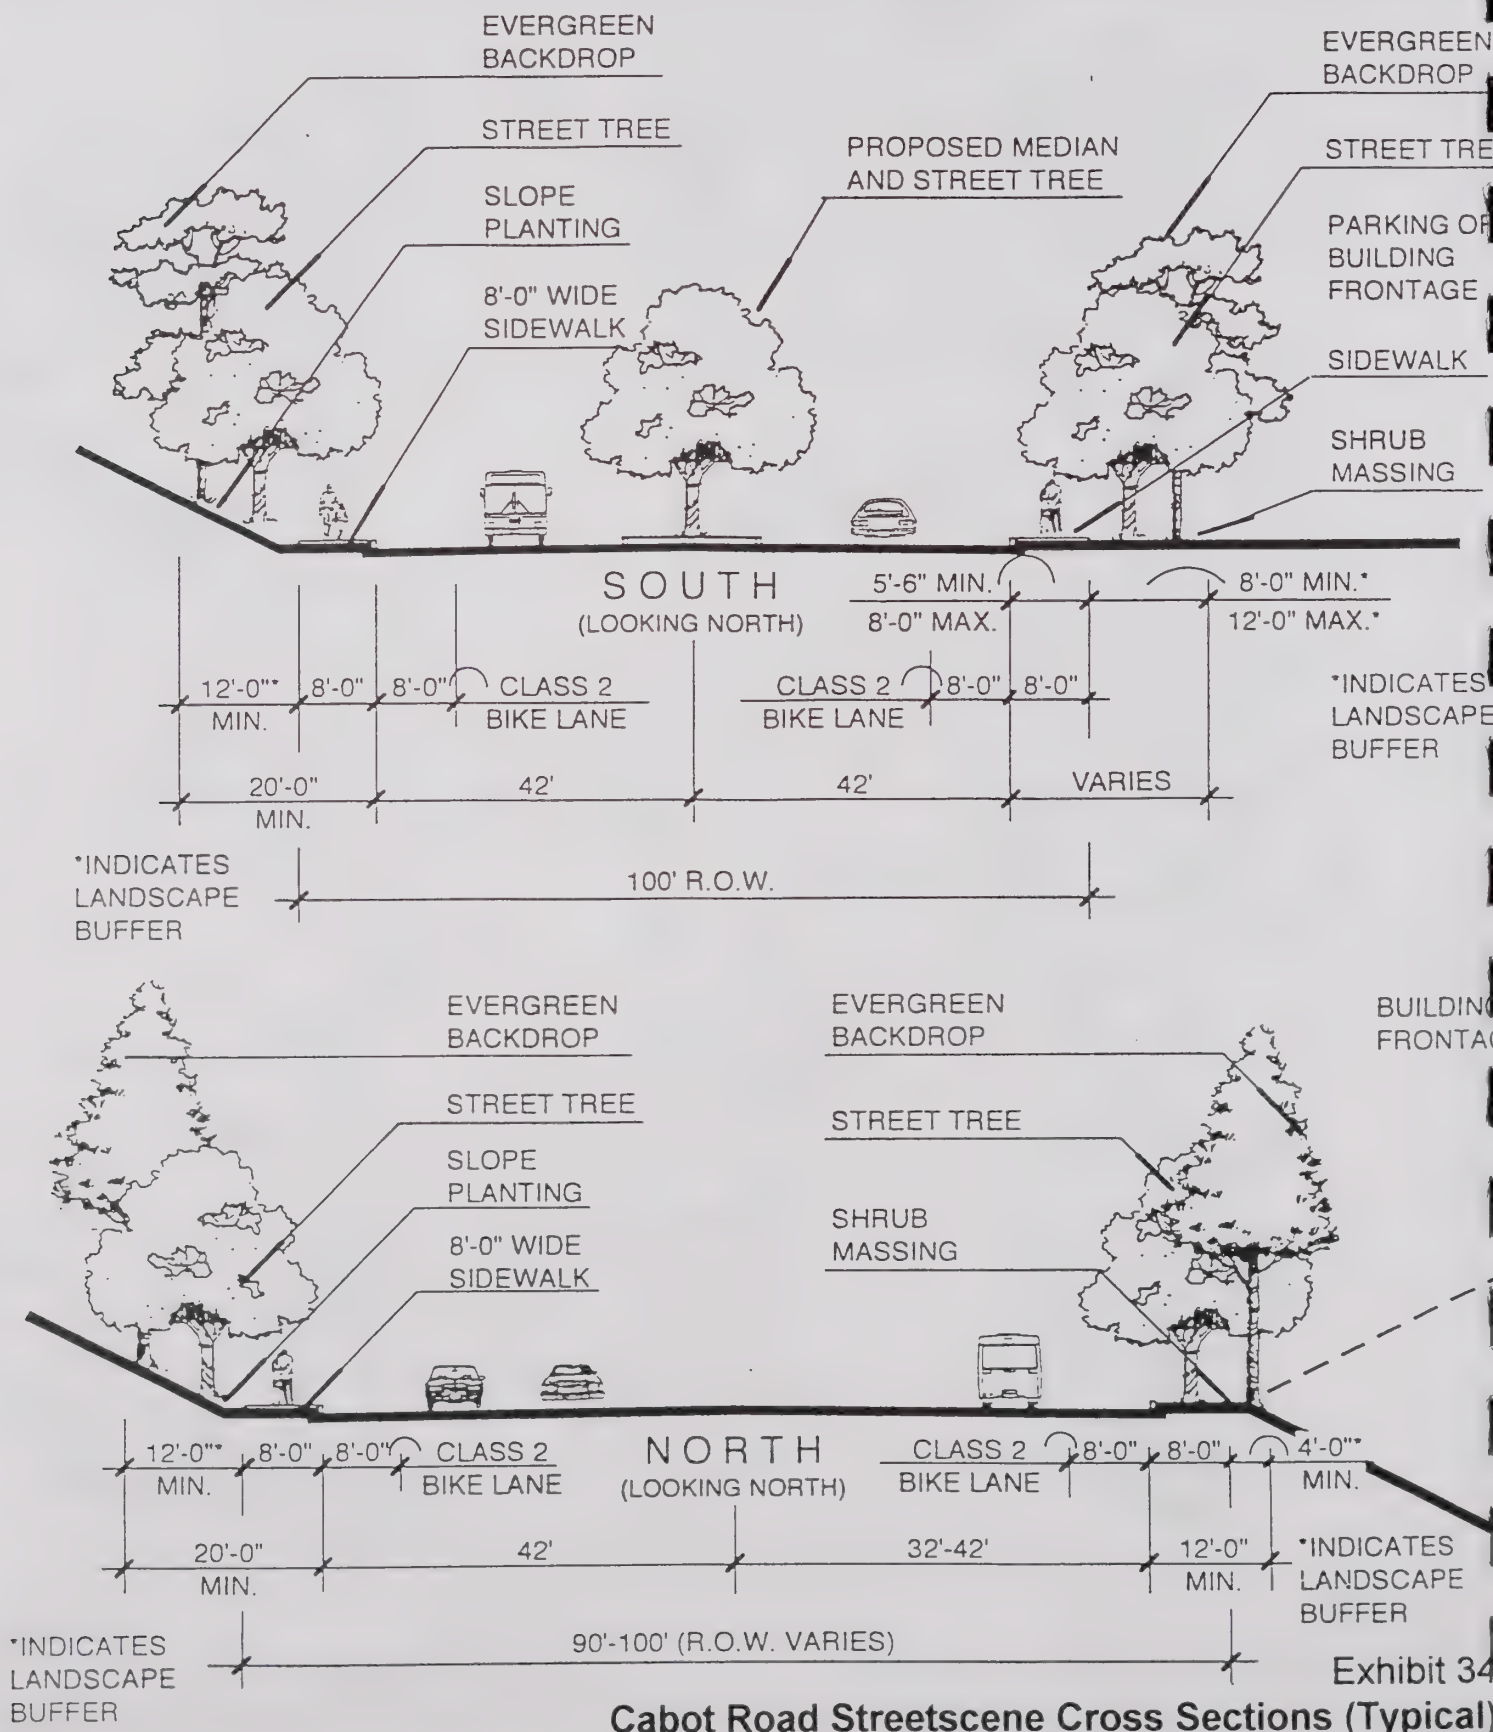 EVERGREEN
BACKDROP
STREET TREE
SLOPE
PLANTING
8'-0" WIDE
SIDEWALK
PROPOSED MEDIAN
AND STREET TREE
EVERGREEN
BACKDROP
STREET TRE
PARKING OR
BUILDING
FRONTAGE
SIDEWALK
SHRUB
MASSING
SOUTH
(LOOKING NORTH)
5'-6" MIN.
8'-0" MAX.
8'-0" MIN.*
12'-0" MAX.*
12'-0"* 8'-0" 8'-0" CLASS 2
MIN. BIKE LANE
CLASS 2 8'-0" 8'-0"
BIKE LANE
*INDICATES
LANDSCAPE
BUFFER
20'-0" 42' 42' VARIES
MIN.
*INDICATES
LANDSCAPE
BUFFER
100' R.O.W.
EVERGREEN
BACKDROP
STREET TREE
SLOPE
PLANTING
8'-0" WIDE
SIDEWALK
EVERGREEN
BACKDROP
STREET TREE
SHRUB
MASSING
BUILDING
FRONTAG
NORTH
(LOOKING NORTH)
12'-0"* 8'-0" 8'-0" CLASS 2
MIN. BIKE LANE
CLASS 2 8'-0" 8'-0" 4'-0"*
BIKE LANE MIN.
20'-0" 42' 32'-42' 12'-0"
MIN. MIN.
*INDICATES
LANDSCAPE
BUFFER
*INDICATES
LANDSCAPE
BUFFER
90'-100' (R.O.W. VARIES)
Exhibit 34
Cabot Road Streetscene Cross Sections (Typical)